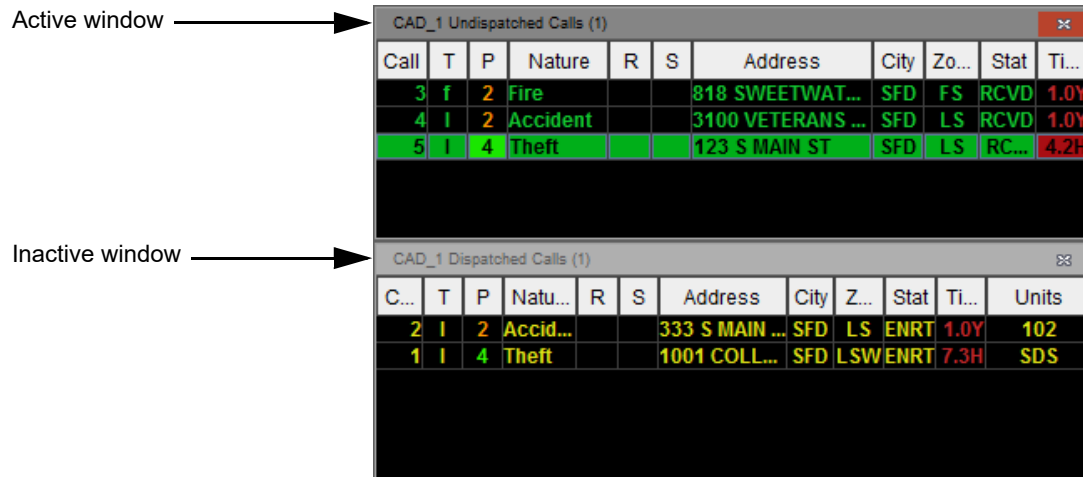 Active window
CAD_1 Undispatched Calls (1)
Call T P Nature R S Address City Zo... Stat Ti...
3 f 2 Fire 818 SWEETWAT... SFD FS RCVD 1.0Y
4 l 2 Accident 3100 VETERANS ... SFD LS RCVD 1.0Y
5 l 4 Theft 123 S MAIN ST SFD LS RC... 4.2H
Inactive window
CAD_1 Dispatched Calls (1)
C... T P Natu... R S Address City Z... Stat Ti... Units
2 l 2 Accid... 333 S MAIN ... SFD LS ENRT 1.0Y 102
1 l 4 Theft 1001 COLL... SFD LSW ENRT 7.3H SDS